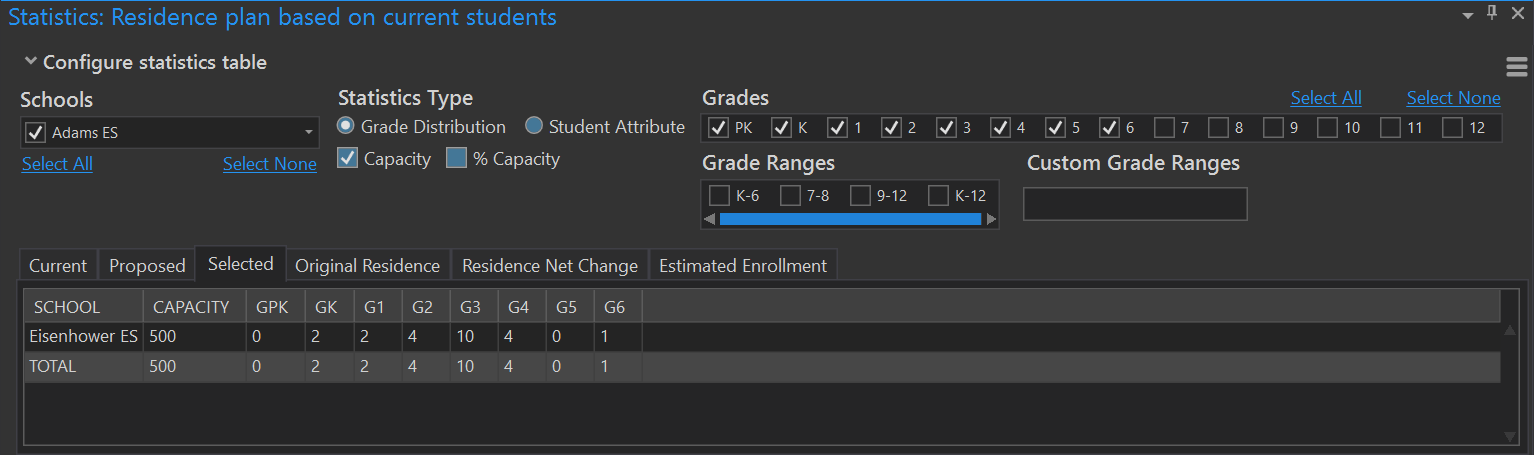 Statistics: Residence plan based on current students
Configure statistics table
Schools
Adams ES
Select All Select None
Statistics Type
Grade Distribution Student Attribute
Capacity % Capacity
Grades Select All Select None
PK K 1 2 3 4 5 6 7 8 9 10 11 12
Grade Ranges
K-6 7-8 9-12 K-12
Custom Grade Ranges
Current Proposed Selected Original Residence Residence Net Change Estimated Enrollment
SCHOOL CAPACITY GPK GK G1 G2 G3 G4 G5 G6
Eisenhower ES 500 0 2 2 4 10 4 0 1
TOTAL 500 0 2 2 4 10 4 0 1